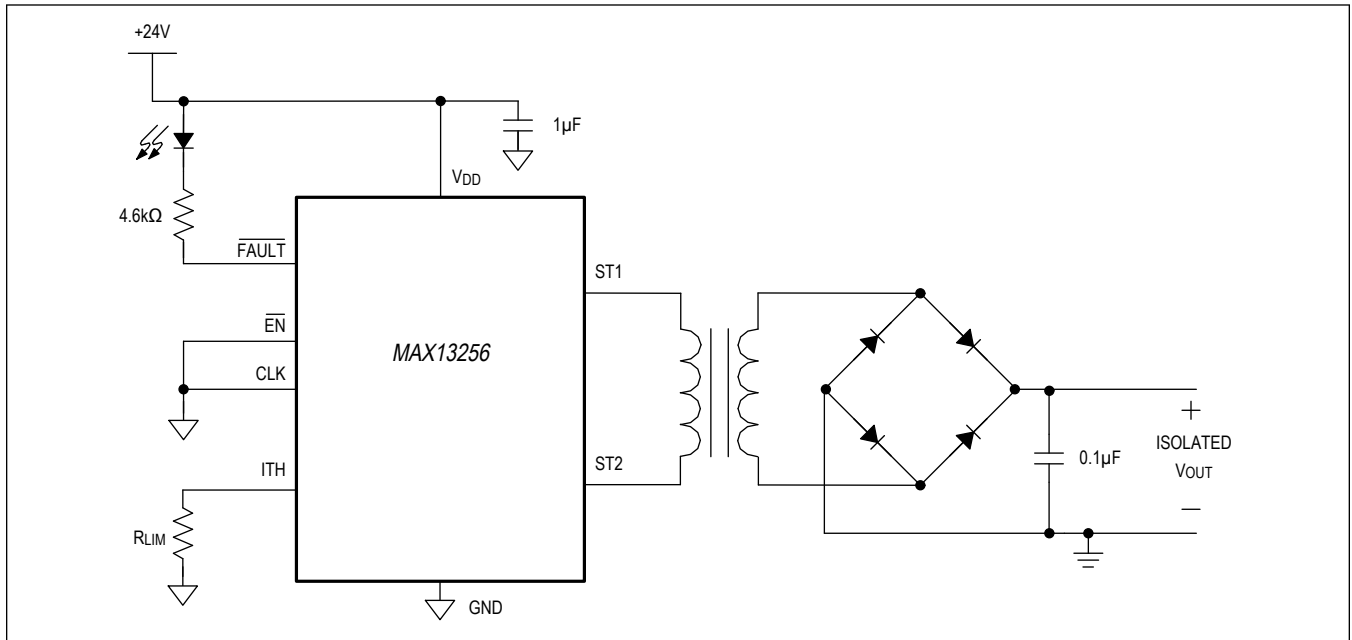 +24V
1µF
VDD
4.6kΩ
FAULT
ST1
EN
MAX13256
CLK
+
ISOLATED
VOUT
0.1µF
ITH
ST2
−
RLIM
GND